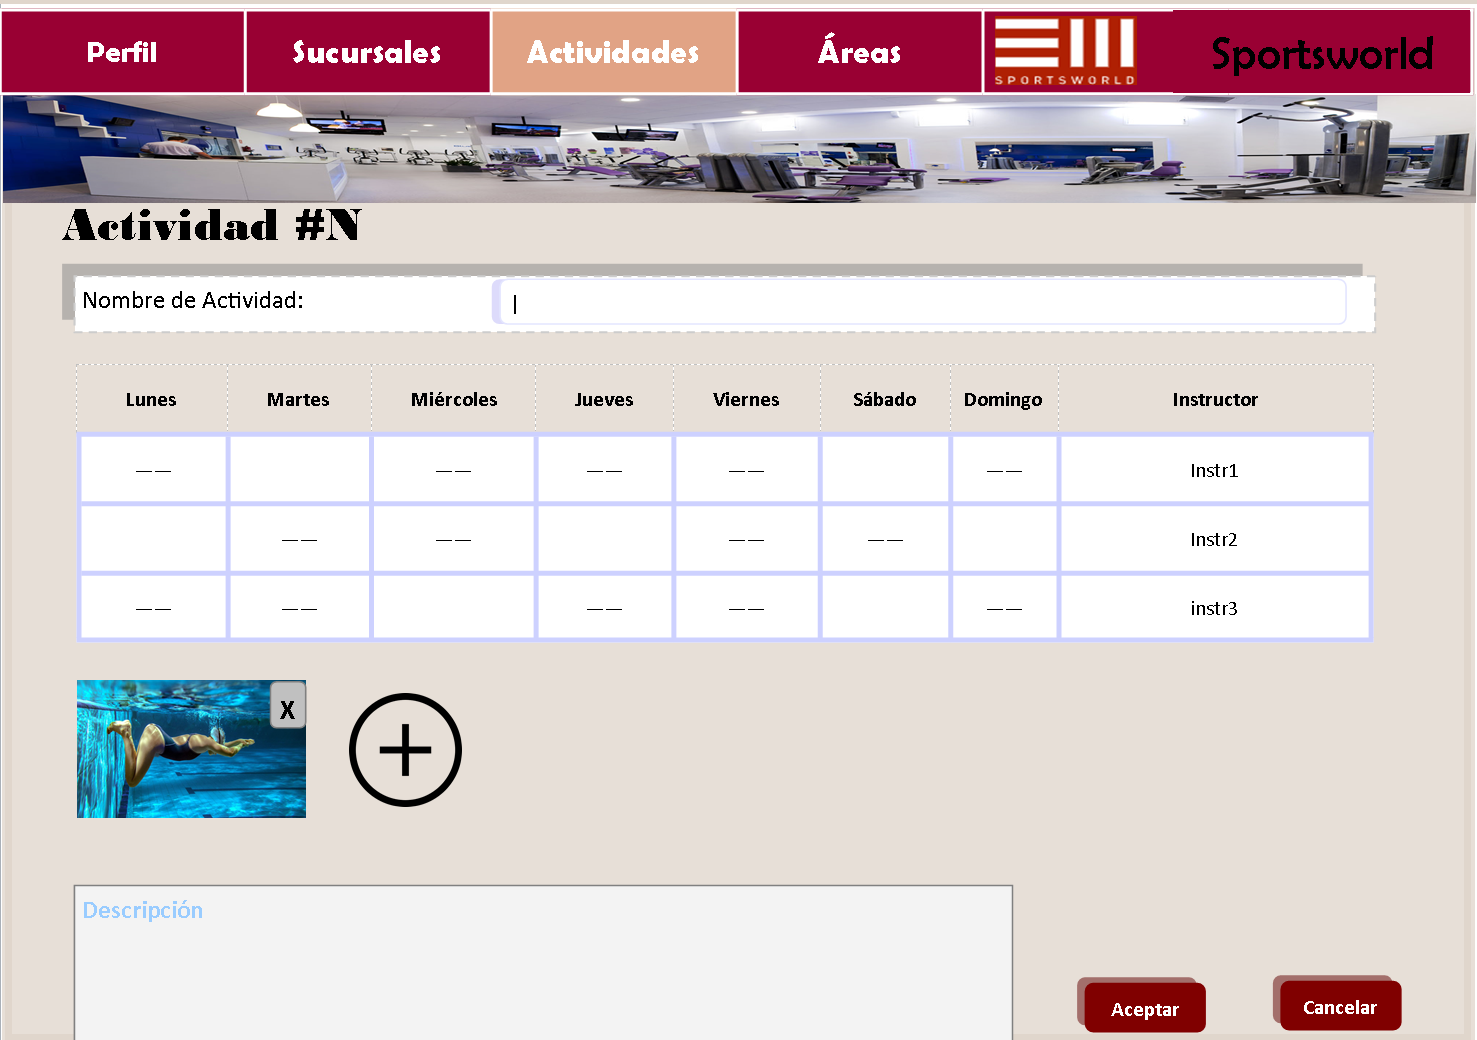 Perfil Sucursales Actividades Áreas SPORTSWORLD Sportsworld
Actividad #N
Nombre de Actividad:
Lunes Martes Miércoles Jueves Viernes Sábado Domingo Instructor
—— —— —— —— —— Instr1
—— —— —— —— Instr2
—— —— —— —— —— instr3
X
Descripción
Aceptar Cancelar